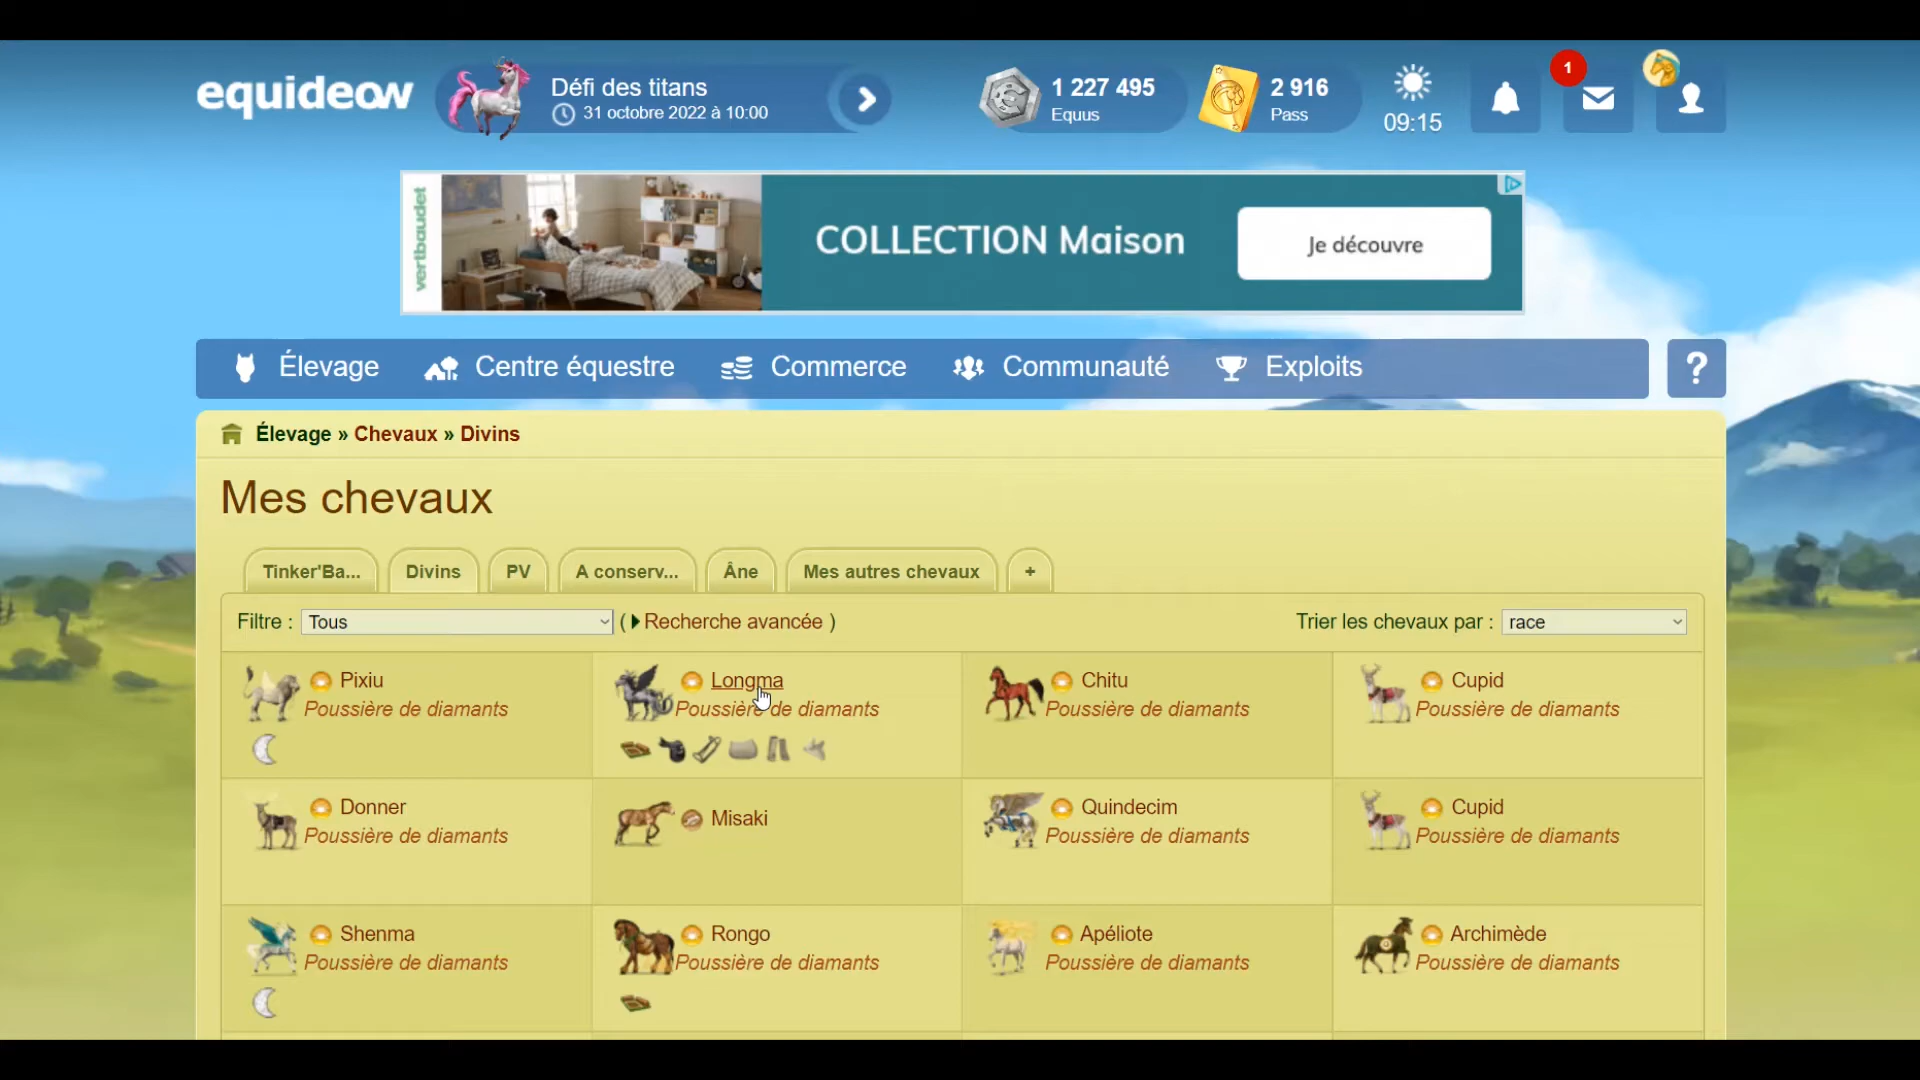 equideow
Défi des titans
31 octobre 2022 à 10:00
1 227 495
Equus
2 916
Pass
09:15
1
vertbaudet
COLLECTION Maison
Je découvre
Élevage
Centre équestre
Commerce
Communauté
Exploits
?
Élevage » Chevaux » Divins
Mes chevaux
Tinker'Ba...
Divins
PV
A conserv...
Âne
Mes autres chevaux
+
Filtre : Tous ( Recherche avancée )
Trier les chevaux par : race
Pixiu
Poussière de diamants
Longma
Poussière de diamants
Chitu
Poussière de diamants
Cupid
Poussière de diamants
Donner
Poussière de diamants
Misaki
Quindecim
Poussière de diamants
Cupid
Poussière de diamants
Shenma
Poussière de diamants
Rongo
Poussière de diamants
Apéliote
Poussière de diamants
Archimède
Poussière de diamants